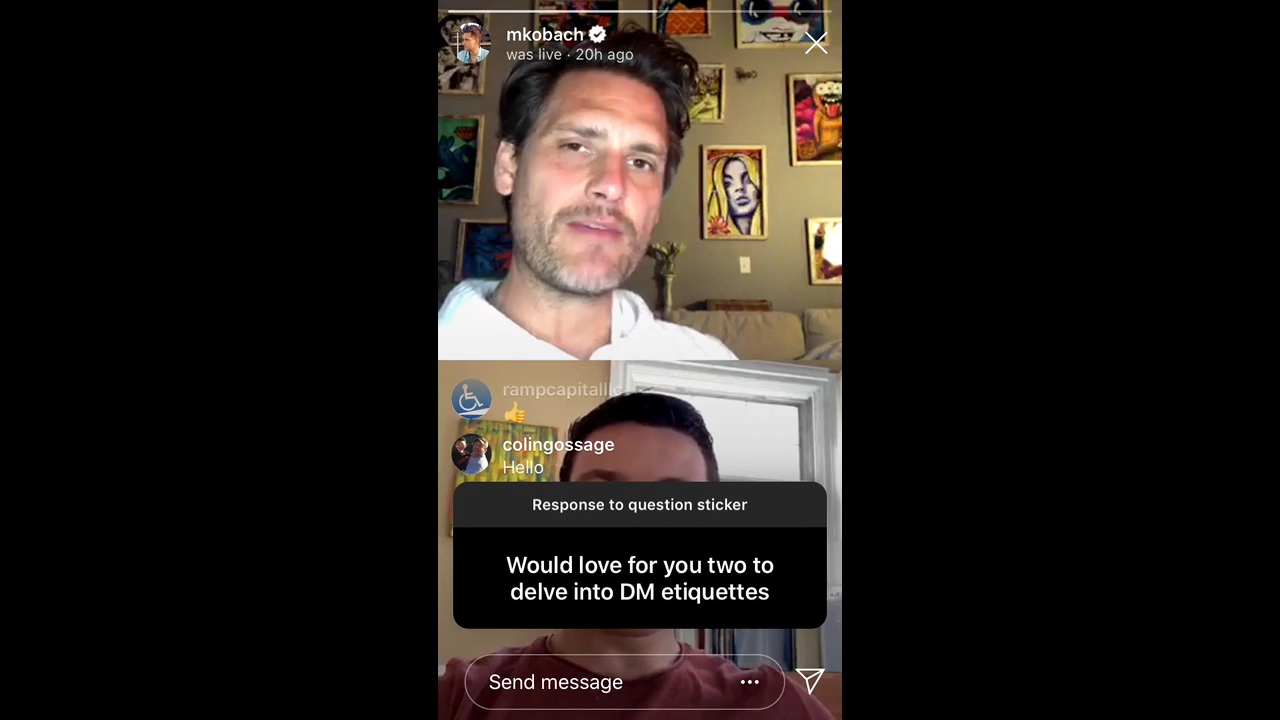 mkobach
was live · 20h ago
rampcapitalllc
👍
colingossage
Hello
Response to question sticker
Would love for you two to
delve into DM etiquettes
Send message